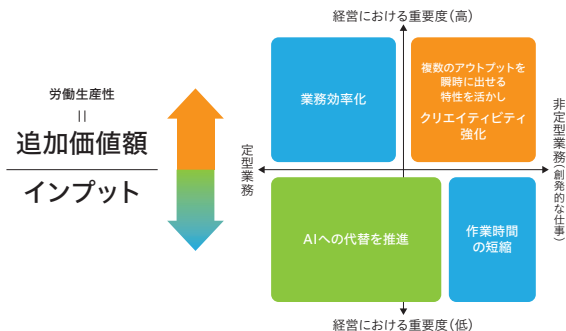 労働生産性
=
追加価値額
インプット
経営における重要度(高)
業務効率化
複数のアウトプットを
瞬時に出せる
特性を活かし
クリエイティビティ
強化
定型業務
非定型業務(創発的な仕事)
AIへの代替を推進
作業時間
の短縮
経営における重要度(低)